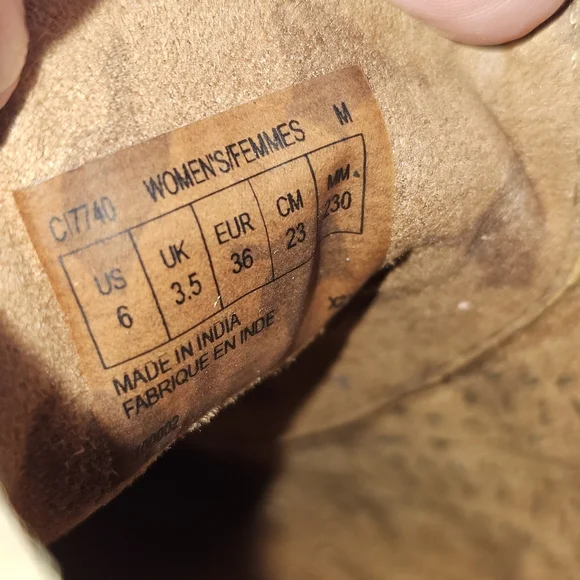 CI7740 WOMEN'S/FEMMES M
US UK EUR CM MM
6 3.5 36 23 230
MADE IN INDIA
FABRIQUE EN INDE